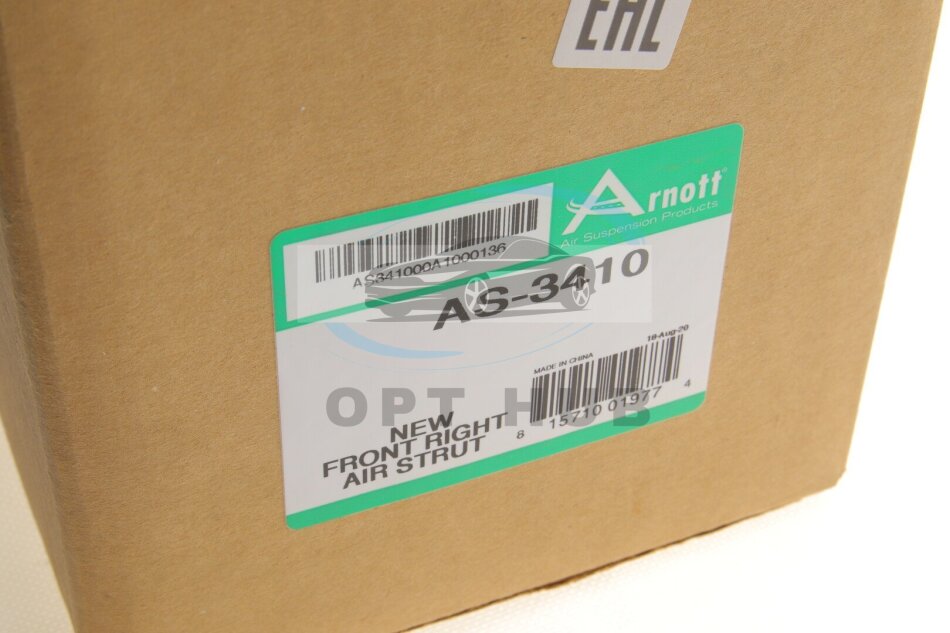 EAC
Arnott®
Air Suspension Products
AS341000A1000136
AS-3410
18-Aug-20
MADE IN CHINA
8 15710 01977 4
OPT HUB
NEW
FRONT RIGHT
AIR STRUT